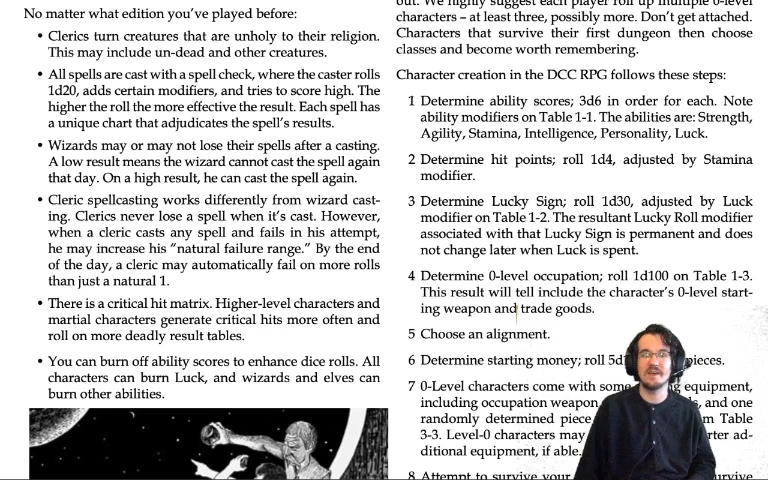 No matter what edition you've played before:
• Clerics turn creatures that are unholy to their religion.
This may include un-dead and other creatures.
• All spells are cast with a spell check, where the caster rolls
1d20, adds certain modifiers, and tries to score high. The
higher the roll the more effective the result. Each spell has
a unique chart that adjudicates the spell's results.
• Wizards may or may not lose their spells after a casting.
A low result means the wizard cannot cast the spell again
that day. On a high result, he can cast the spell again.
• Cleric spellcasting works differently from wizard cast-
ing. Clerics never lose a spell when it's cast. However,
when a cleric casts any spell and fails in his attempt,
he may increase his "natural failure range." By the end
of the day, a cleric may automatically fail on more rolls
than just a natural 1.
• There is a critical hit matrix. Higher-level characters and
martial characters generate critical hits more often and
roll on more deadly result tables.
• You can burn off ability scores to enhance dice rolls. All
characters can burn Luck, and wizards and elves can
burn other abilities.
out. We highly suggest each player roll up multiple 0-level
characters – at least three, possibly more. Don't get attached.
Characters that survive their first dungeon then choose
classes and become worth remembering.
Character creation in the DCC RPG follows these steps:
1 Determine ability scores; 3d6 in order for each. Note
ability modifiers on Table 1-1. The abilities are: Strength,
Agility, Stamina, Intelligence, Personality, Luck.
2 Determine hit points; roll 1d4, adjusted by Stamina
modifier.
3 Determine Lucky Sign; roll 1d30, adjusted by Luck
modifier on Table 1-2. The resultant Lucky Roll modifier
associated with that Lucky Sign is permanent and does
not change later when Luck is spent.
4 Determine 0-level occupation; roll 1d100 on Table 1-3.
This result will tell include the character's 0-level start-
ing weapon and trade goods.
5 Choose an alignment.
6 Determine starting money; roll pieces.
7 0-Level characters come with some equipment,
including occupation weapon and one
randomly determined piece Table
3-3. Level-0 characters may ad-
ditional equipment, if able.
8 Attempt to survive your